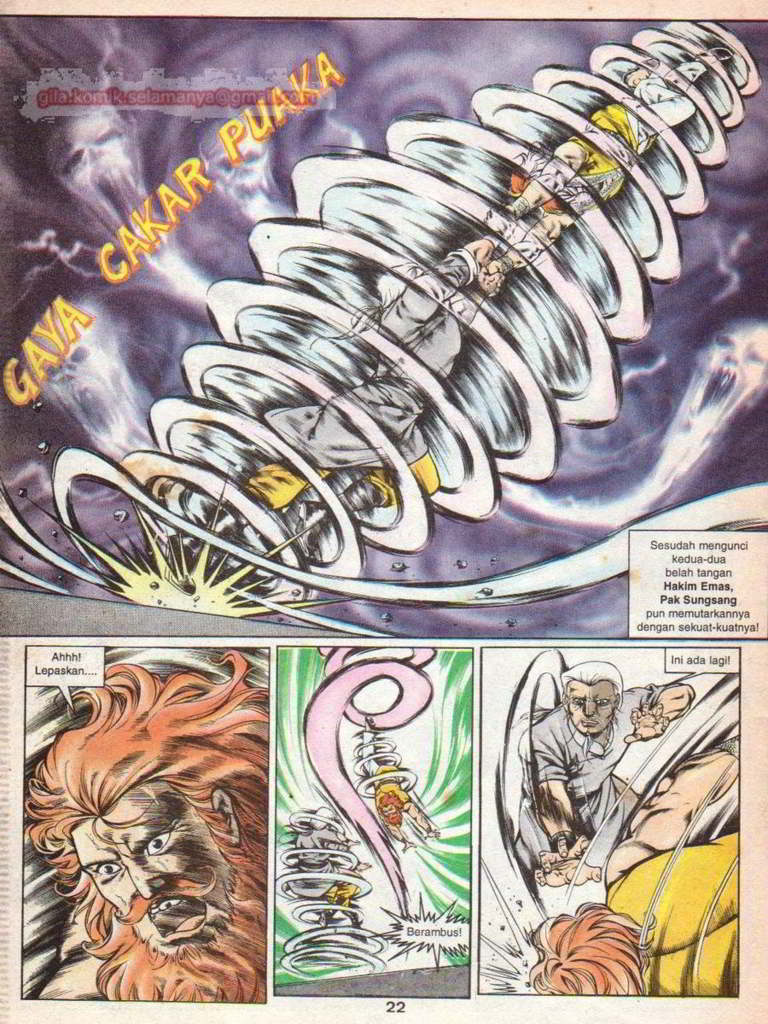 gila.komik.selamanya@gmail.com
GAYA CAKAR PUAKA
Sesudah mengunci
kedua-dua
belah tangan
Hakim Emas,
Pak Sungsang
pun memutarkannya
dengan sekuat-kuatnya!
Ahhh!
Lepaskan....
Berambus!
Ini ada lagi!
22